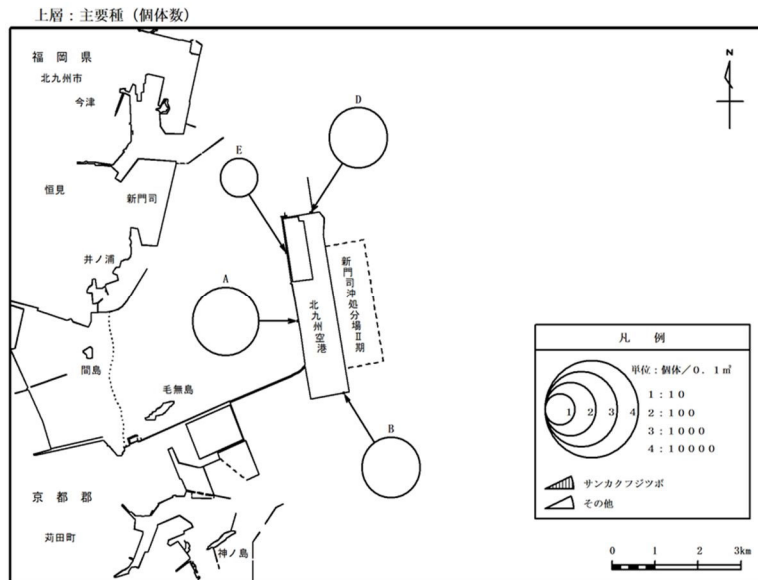 上層：主要種（個体数）
福岡県
北九州市
今津
N
D
E
恒見
新門司
井ノ浦
A
北九州空港
新門司沖処分場Ⅱ期
間島
毛無島
B
京都郡
苅田町
神ノ島
凡 例
単位：個体／0．1㎡
1 2 3 4
1：10
2：100
3：1000
4：10000
サンカクフジツボ
その他
0 1 2 3km